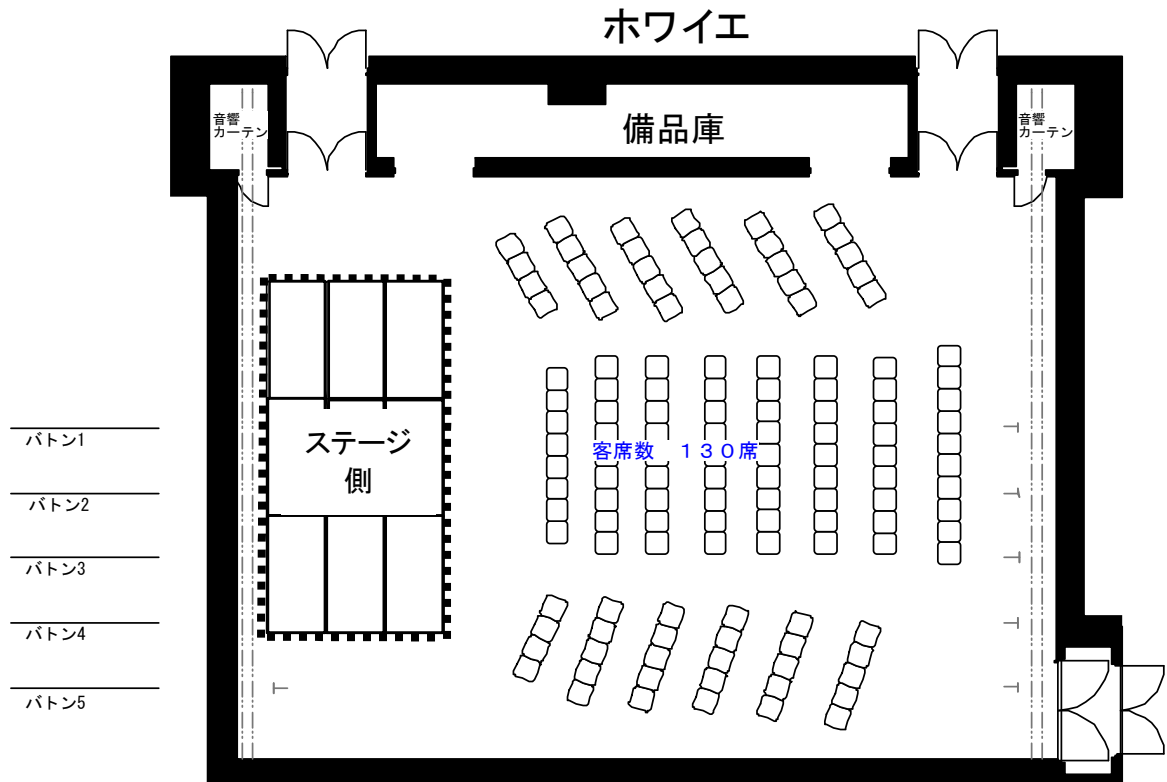 ホワイエ
音響
カーテン
備品庫
音響
カーテン
バトン1
バトン2
バトン3
バトン4
バトン5
ステージ
側
客席数　１３０席